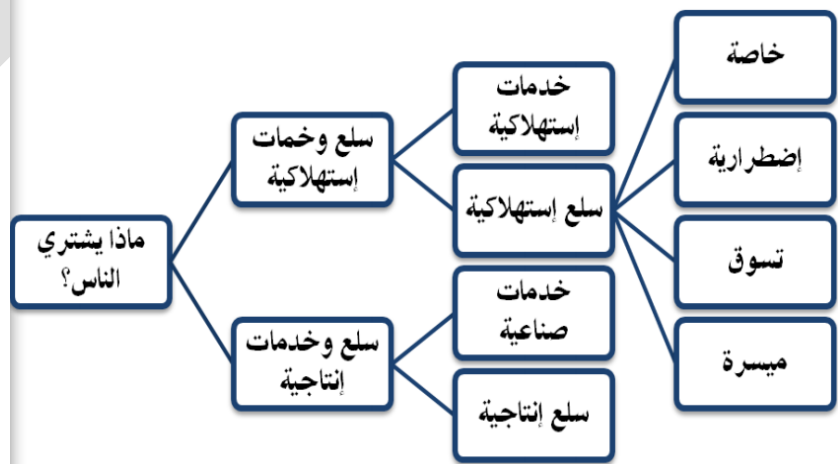 ماذا يشتري
الناس؟
سلع وخمات
إستهلاكية
خدمات
إستهلاكية
سلع إستهلاكية
خاصة
إضطرارية
تسوق
ميسرة
سلع وخدمات
إنتاجية
خدمات
صناعية
سلع إنتاجية